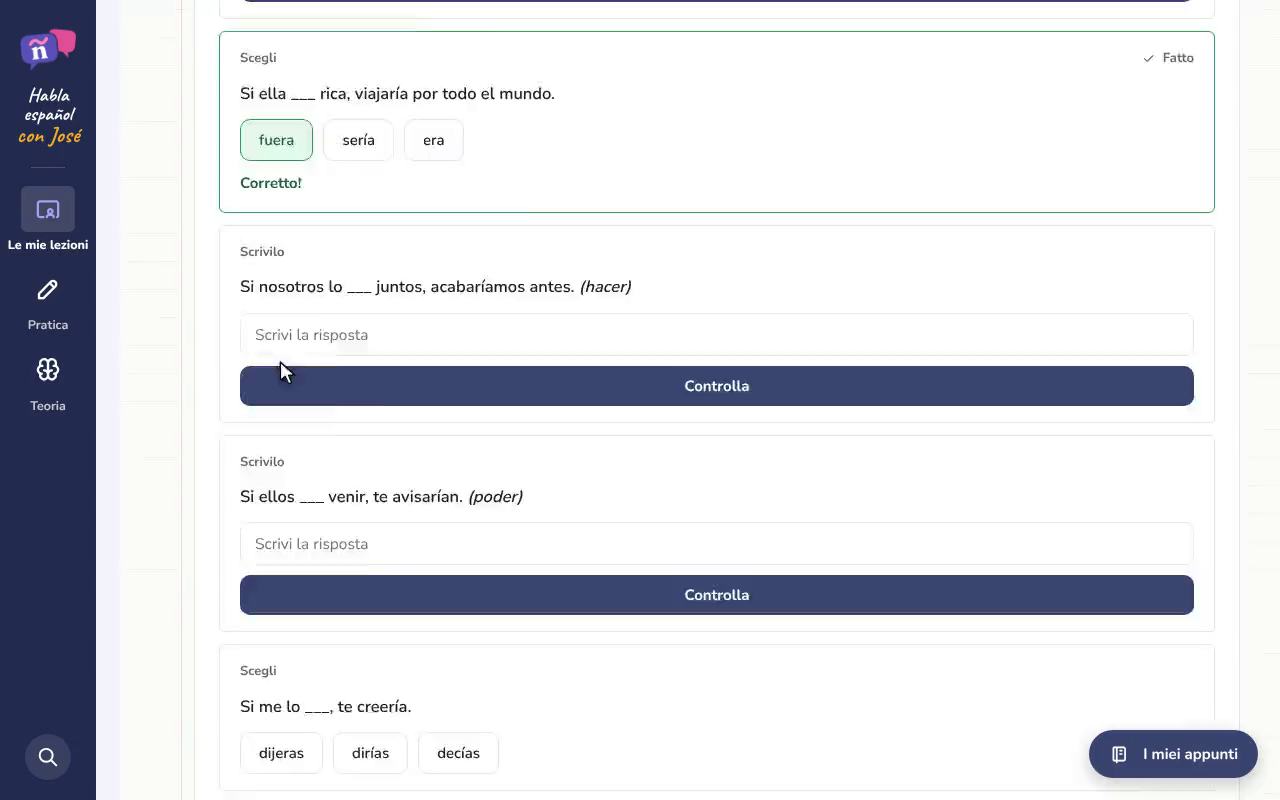 ñ
Habla
español
con José
Le mie lezioni
Pratica
Teoria
Scegli
Fatto
Si ella ___ rica, viajaría por todo el mundo.
fuera
sería
era
Corretto!
Scrivilo
Si nosotros lo ___ juntos, acabaríamos antes. (hacer)
Scrivi la risposta
Controlla
Scrivilo
Si ellos ___ venir, te avisarían. (poder)
Scrivi la risposta
Controlla
Scegli
Si me lo ___, te creería.
dijeras
dirías
decías
I miei appunti